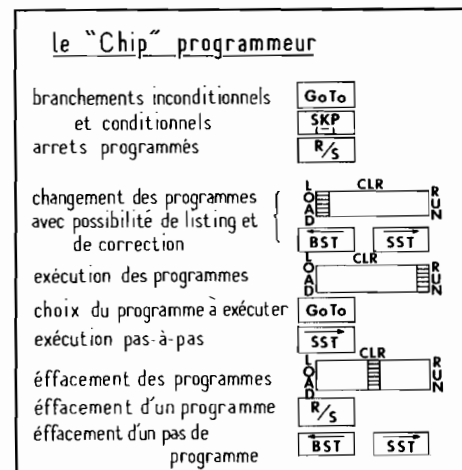 le "Chip" programmeur
branchements inconditionnels GoTo
et conditionnels SKP
arrets programmés R/S
changement des programmes LOAD CLR RUN
avec possibilité de listing et
de correction BST SST
exécution des programmes LOAD CLR RUN
choix du programme à exécuter GoTo
exécution pas-à-pas SST
éffacement des programmes LOAD CLR RUN
éffacement d'un programme R/S
éffacement d'un pas de
programme BST SST